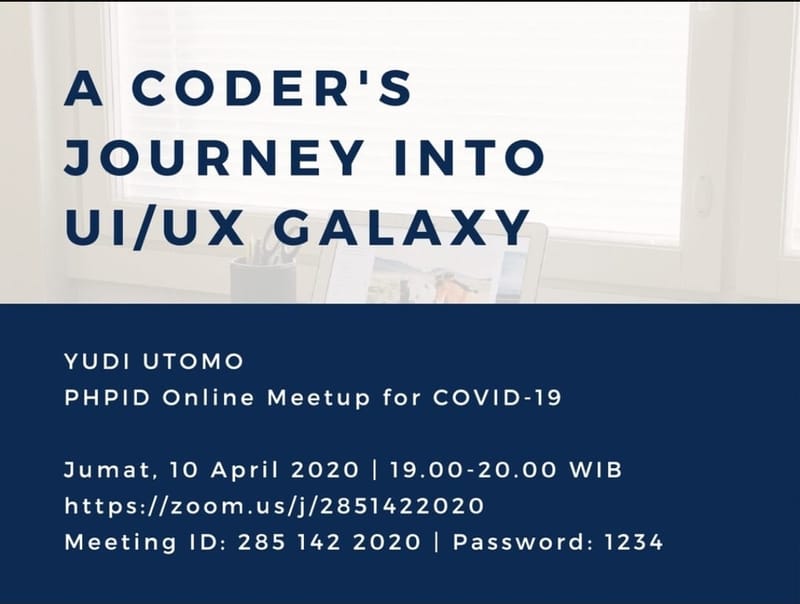 A CODER'S
JOURNEY INTO
UI/UX GALAXY
YUDI UTOMO
PHPID Online Meetup for COVID-19
Jumat, 10 April 2020 | 19.00-20.00 WIB
https://zoom.us/j/2851422020
Meeting ID: 285 142 2020 | Password: 1234